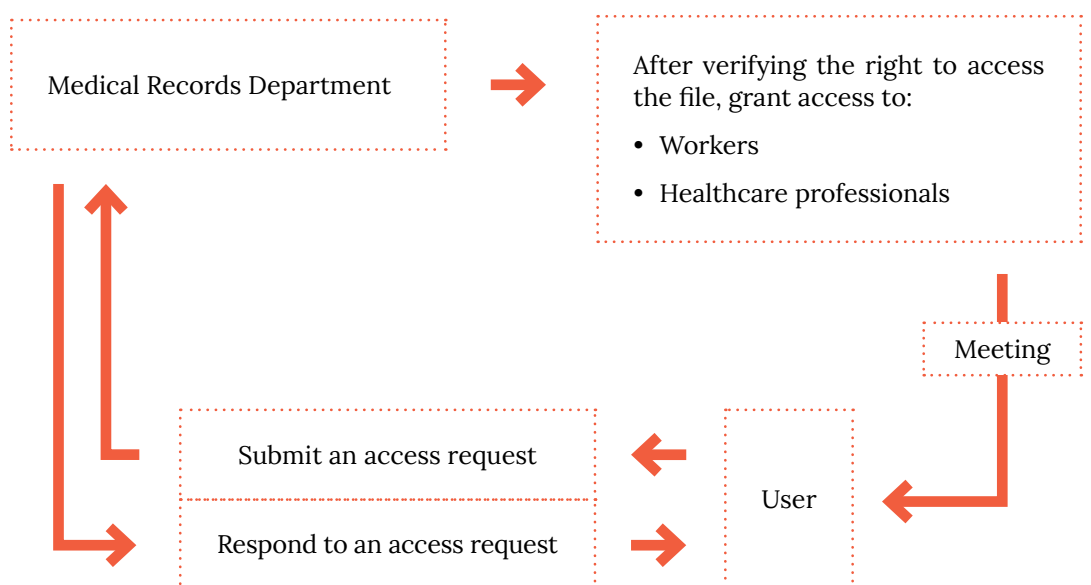 Medical Records Department
After verifying the right to access
the file, grant access to:
• Workers
• Healthcare professionals
Meeting
Submit an access request
User
Respond to an access request